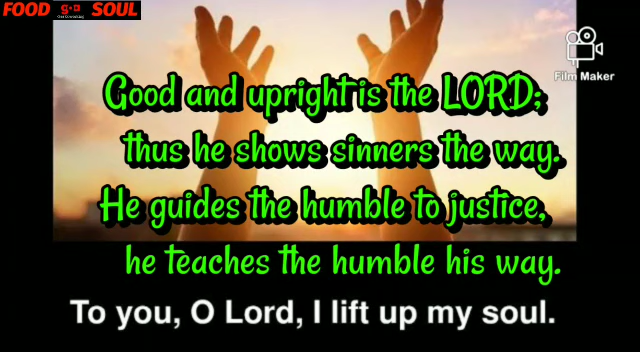 FOOD SOUL
Film Maker
Good and upright is the LORD;
thus he shows sinners the way.
He guides the humble to justice,
he teaches the humble his way.
To you, O Lord, I lift up my soul.